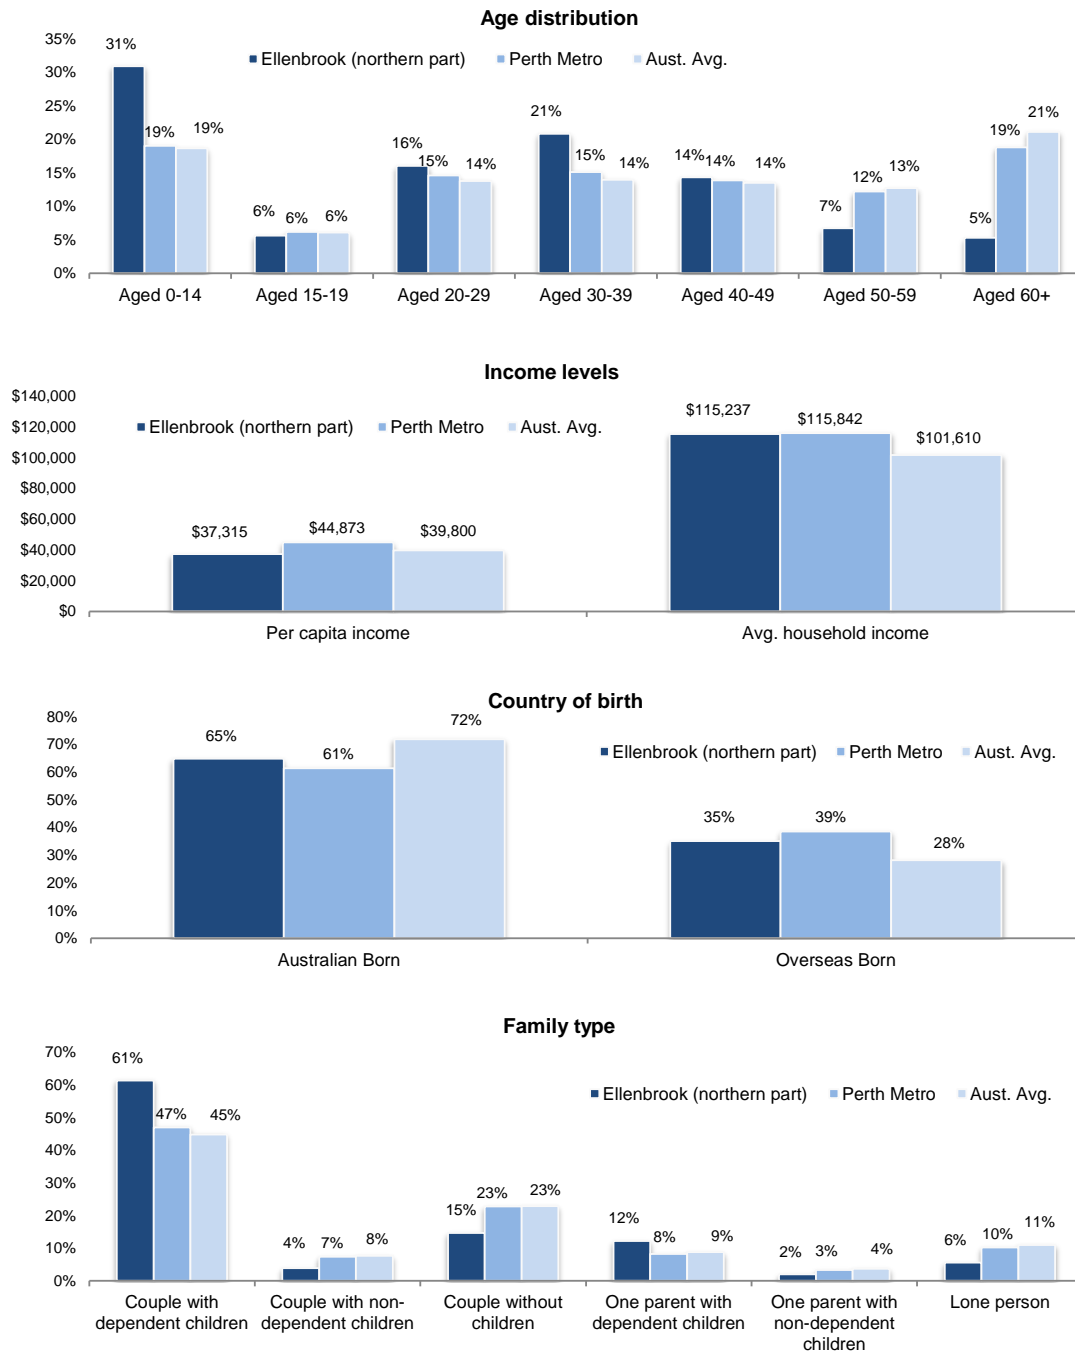 Age distribution
35%
30%
25%
20%
15%
10%
5%
0%
Ellenbrook (northern part) Perth Metro Aust. Avg.
31% 19% 19%
6% 6% 6%
16% 15% 14%
21% 15% 14%
14% 14% 14%
7% 12% 13%
5% 19% 21%
Aged 0-14 Aged 15-19 Aged 20-29 Aged 30-39 Aged 40-49 Aged 50-59 Aged 60+
Income levels
$140,000
$120,000
$100,000
$80,000
$60,000
$40,000
$20,000
$0
Ellenbrook (northern part) Perth Metro Aust. Avg.
$37,315 $44,873 $39,800
$115,237 $115,842 $101,610
Per capita income Avg. household income
Country of birth
80%
70%
60%
50%
40%
30%
20%
10%
0%
Ellenbrook (northern part) Perth Metro Aust. Avg.
65% 61% 72%
35% 39% 28%
Australian Born Overseas Born
Family type
70%
60%
50%
40%
30%
20%
10%
0%
Ellenbrook (northern part) Perth Metro Aust. Avg.
61% 47% 45%
4% 7% 8%
15% 23% 23%
12% 8% 9%
2% 3% 4%
6% 10% 11%
Couple with
dependent children
Couple with non-
dependent children
Couple without
children
One parent with
dependent children
One parent with
non-dependent
children
Lone person